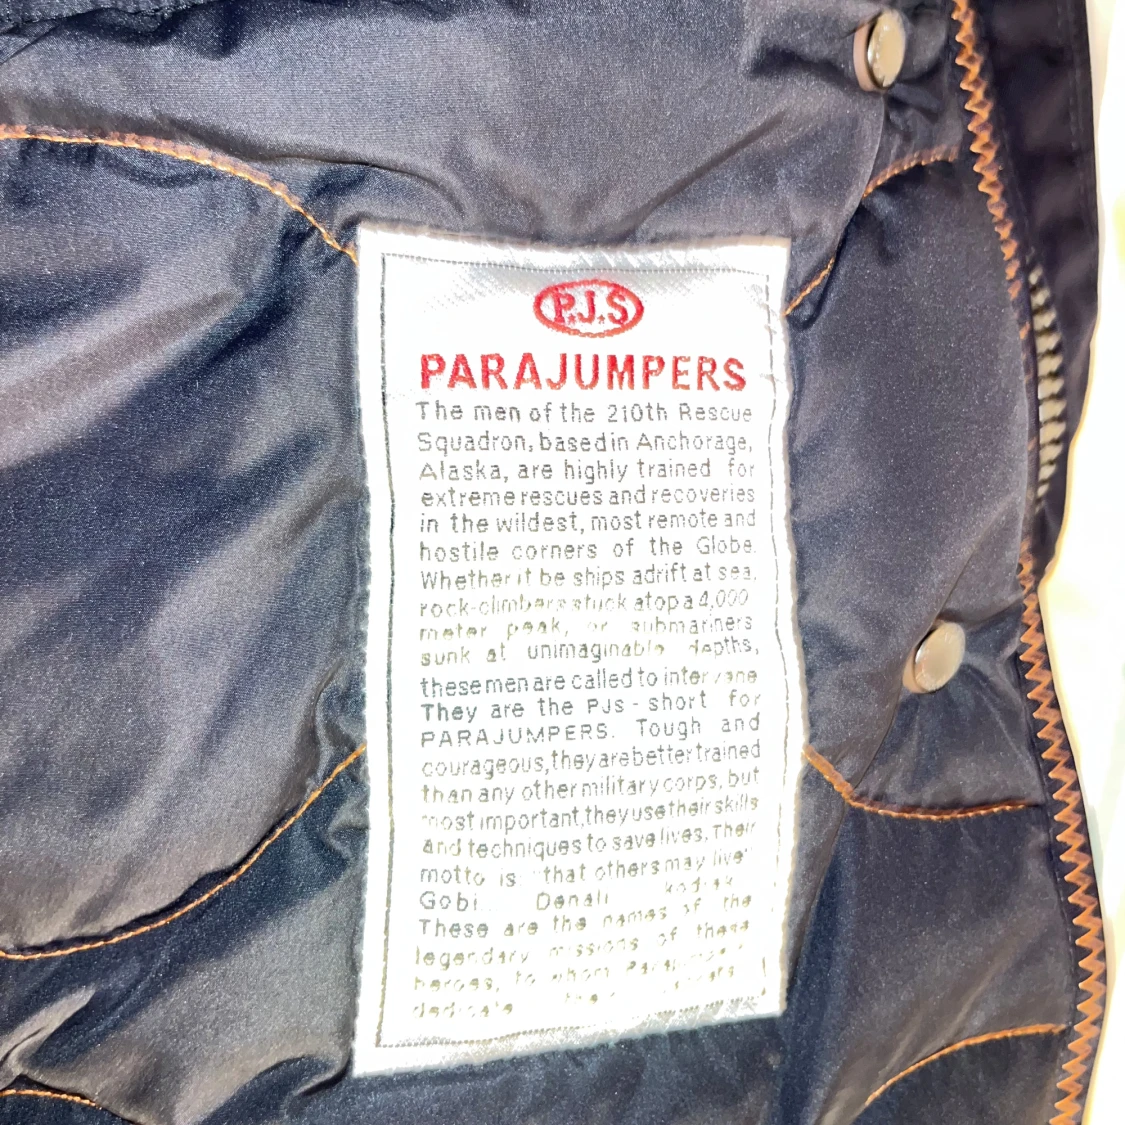 P.J.S
PARAJUMPERS
The men of the 210th Rescue
Squadron, based in Anchorage,
Alaska, are highly trained for
extreme rescues and recoveries
in the wildest, most remote and
hostile corners of the Globe.
Whether it be ships adrift at sea,
rock-climbers stuck atop a 4,000
meter peak, or submariners
sunk at unimaginable depths,
these men are called to intervene
They are the PJs - short for
PARAJUMPERS. Tough and
courageous, they are better trained
than any other military corps, but
most important, they use their skills
and techniques to save lives. Their
motto is "that others may live"
Gobi.. Denali kodiak
These are the names of the
legendary missions of these
heroes, to whom
dedicate